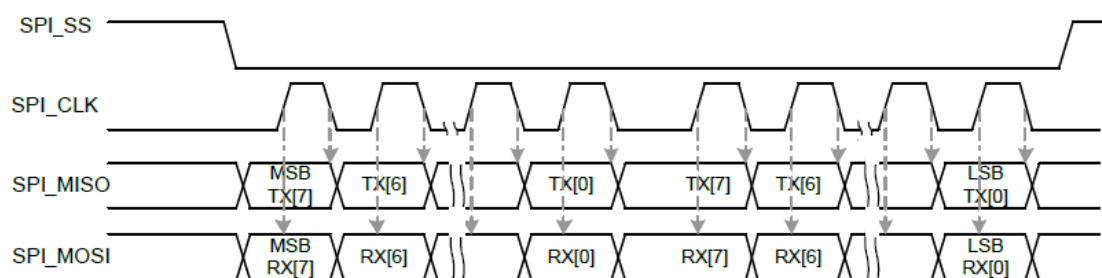 SPI_SS
SPI_CLK
SPI_MISO
MSB
TX[7]
TX[6]
TX[0]
TX[7]
TX[6]
LSB
TX[0]
SPI_MOSI
MSB
RX[7]
RX[6]
RX[0]
RX[7]
RX[6]
LSB
RX[0]